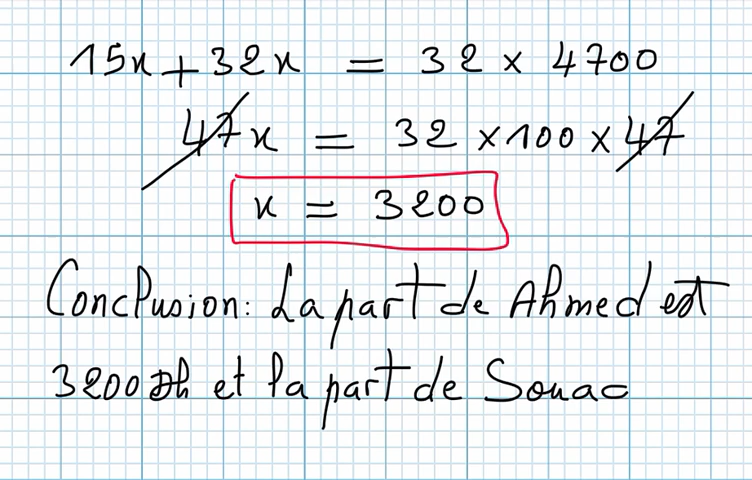 15x + 32x = 32 × 4700
47x = 32 × 100 × 47
x = 3200
Conclusion: La part de Ahmed est
3200 Dh et la part de Souac